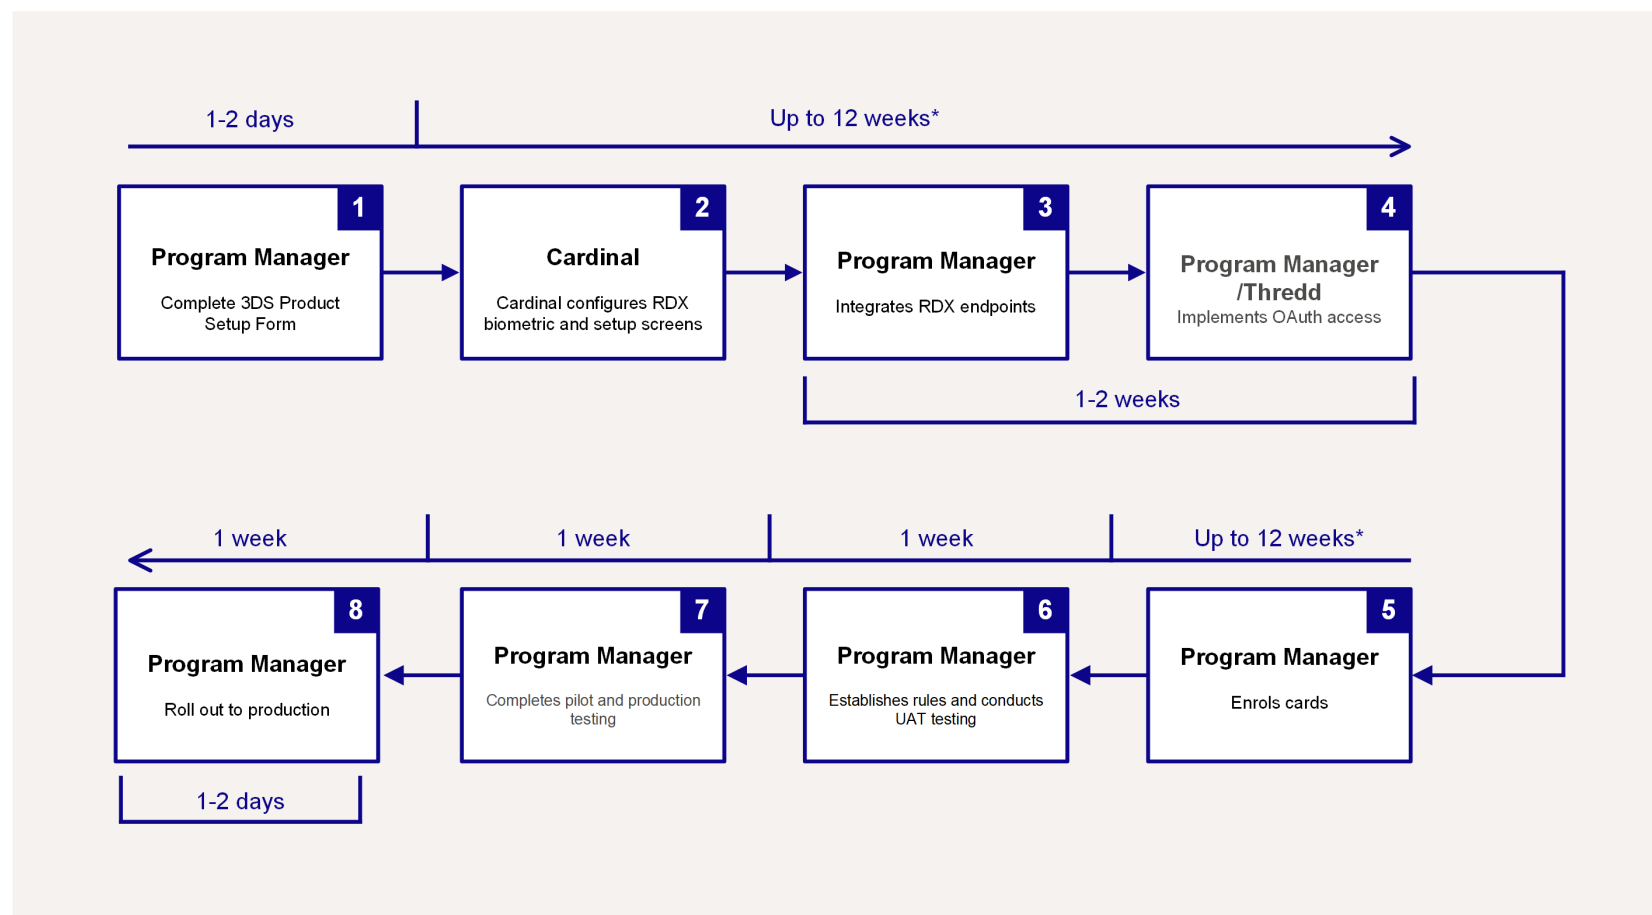 1-2 days
Up to 12 weeks*
1
Program Manager
Complete 3DS Product
Setup Form
2
Cardinal
Cardinal configures RDX
biometric and setup screens
3
Program Manager
Integrates RDX endpoints
4
Program Manager
/Thredd
Implements OAuth access
1-2 weeks
1 week
1 week
1 week
Up to 12 weeks*
8
Program Manager
Roll out to production
7
Program Manager
Completes pilot and production
testing
6
Program Manager
Establishes rules and conducts
UAT testing
5
Program Manager
Enrols cards
1-2 days